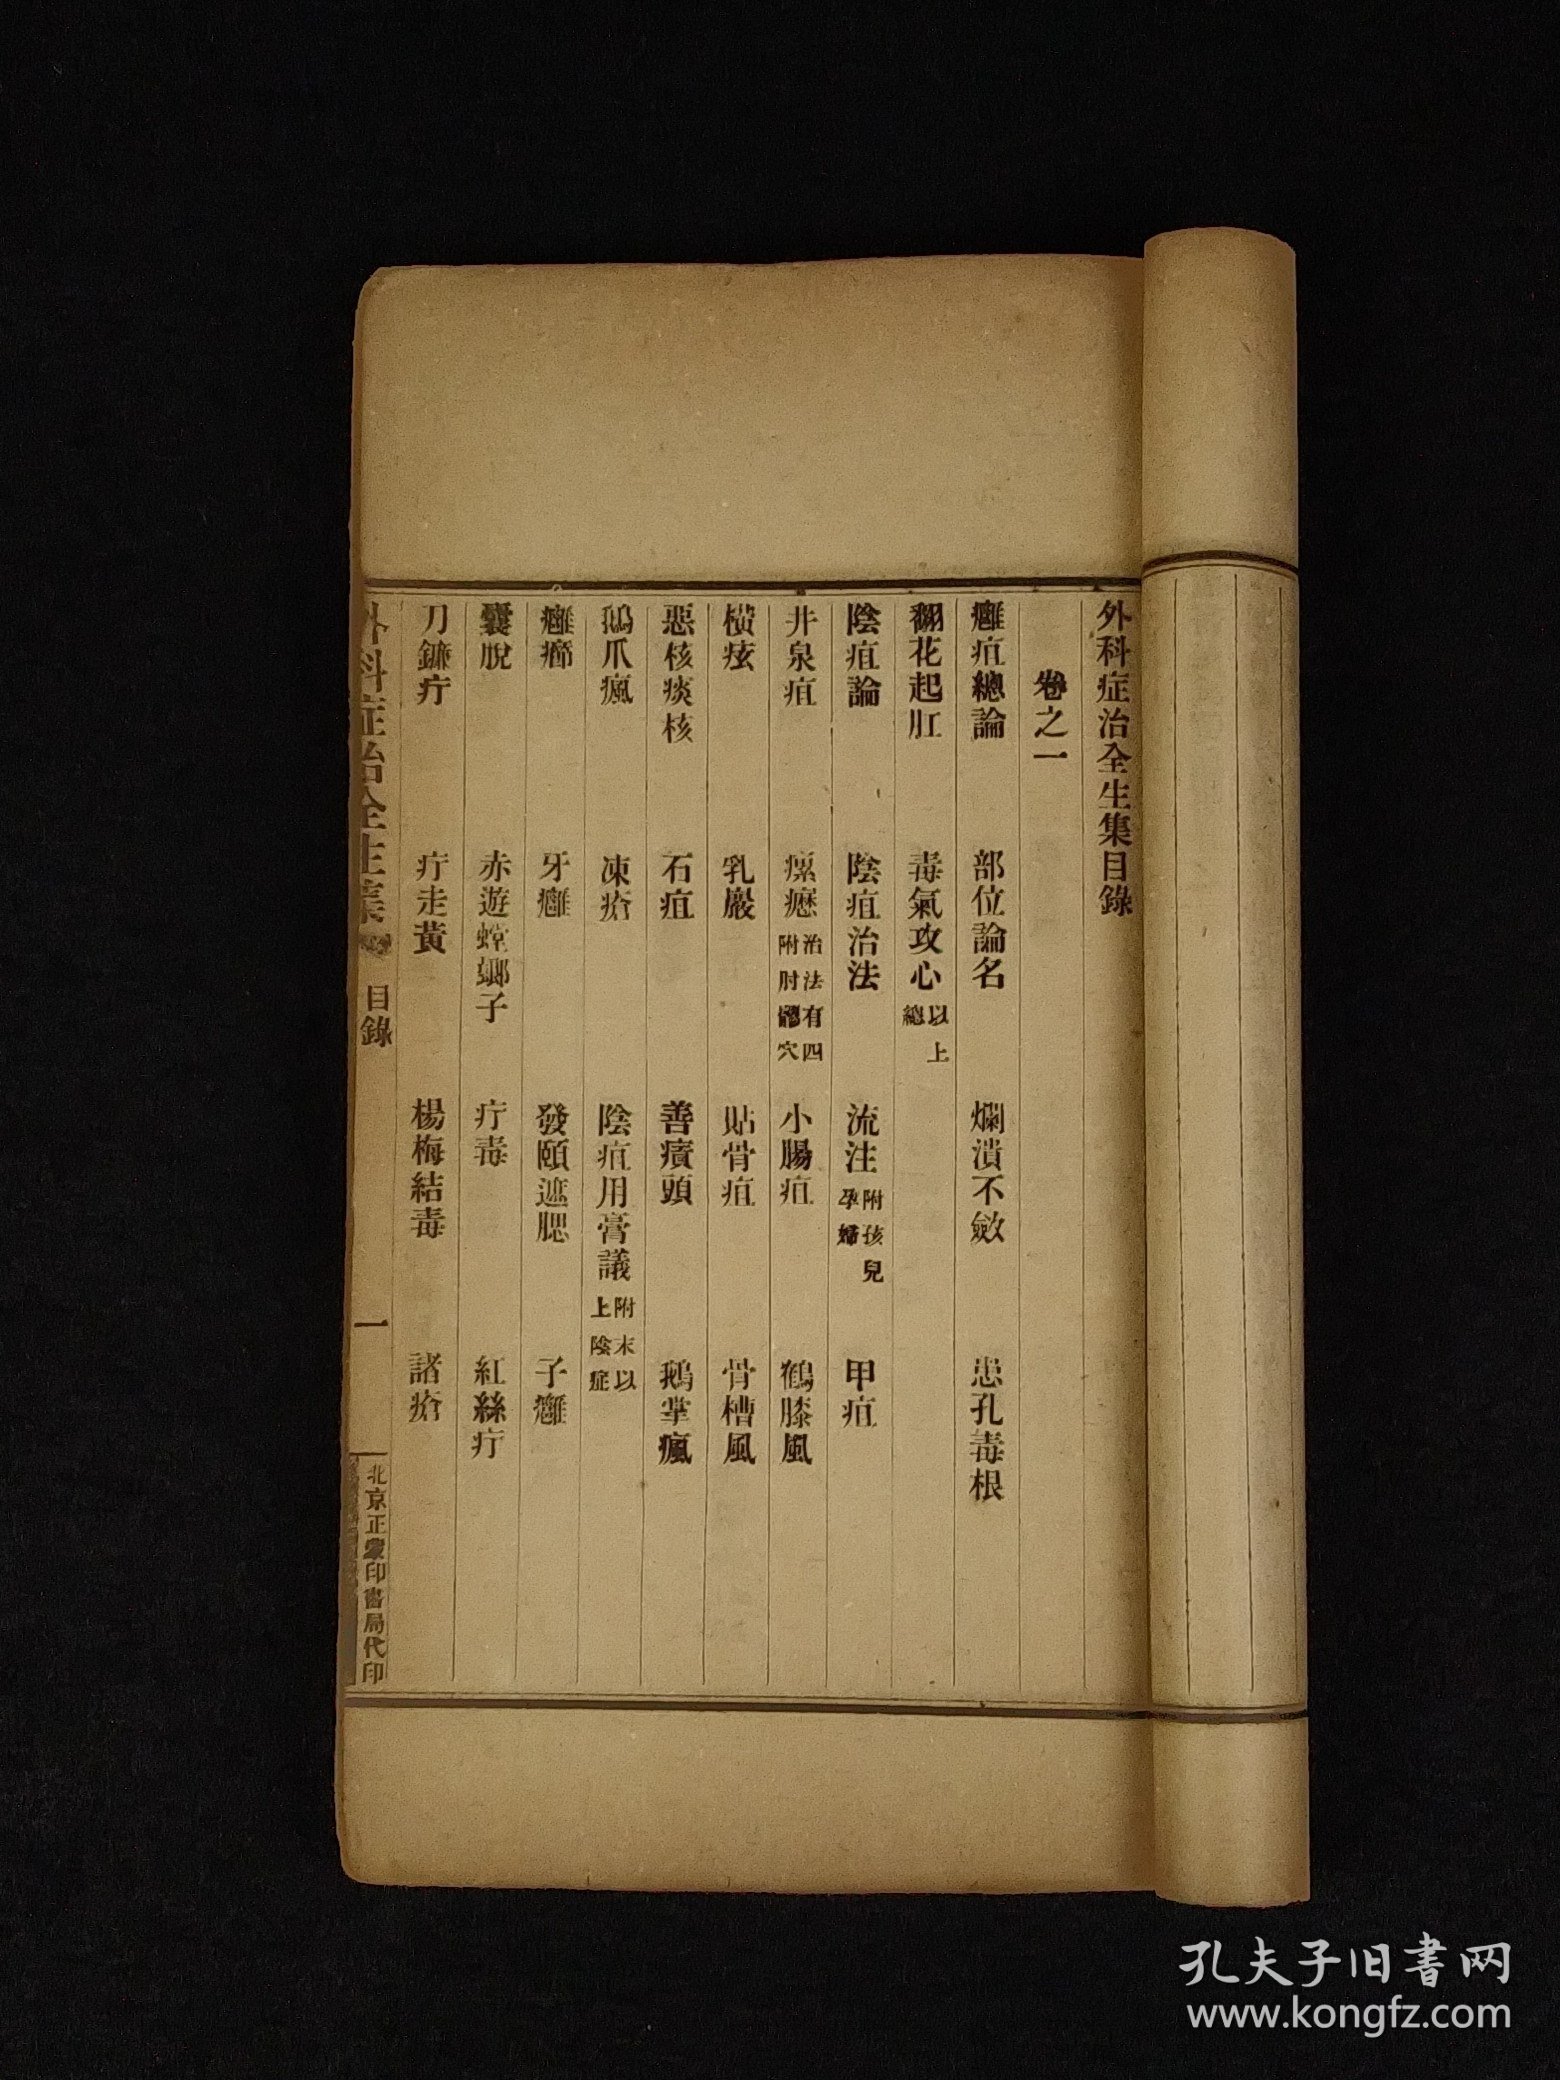 外科症治全生集目錄
卷之一
癰疽總論 部位論名 爛潰不斂 患孔毒根
翻花起肛 毒氣攻心 以上總
陰疽論 陰疽治法 流注 附孩兒孕婦 甲疽
井泉疽 瘰癧 治法有四附肘髎穴 小腸疽 鶴膝風
橫痃 乳巖 貼骨疽 骨槽風
惡核痰核 石疽 善㿈頭 鵝掌瘋
鵝爪瘋 凍瘡 陰疽用膏議 附末以上陰症
癰癤 牙癰 發頤遮腮 子癰
囊脫 赤遊螳螂子 疔毒 紅絲疔
刀鐮疔 疔走黃 楊梅結毒 諸瘡
外科症治全生集 目錄 一 北京正蒙印書局代印
孔夫子旧书网
www.kongfz.com